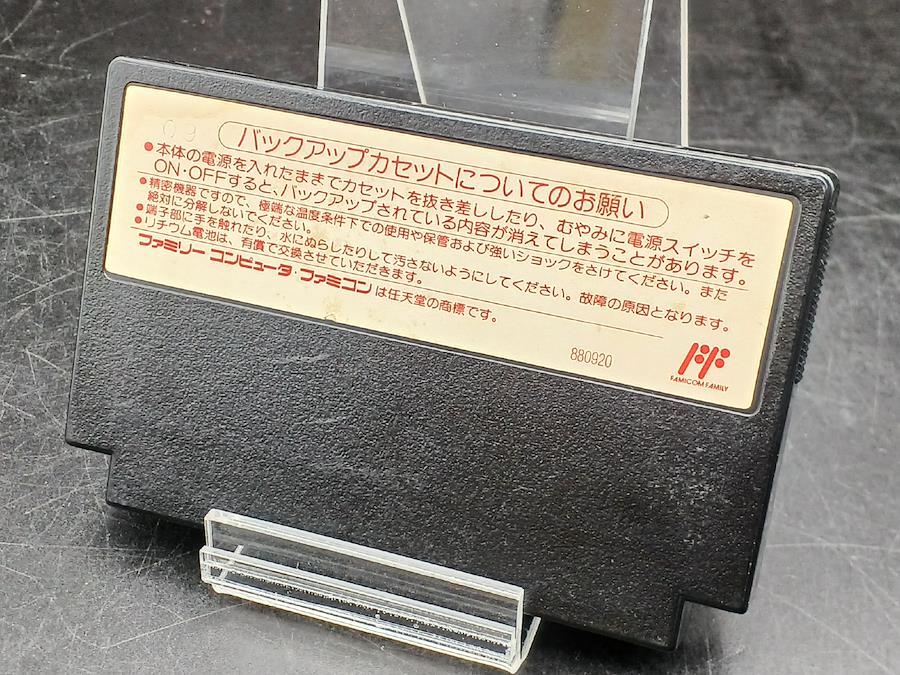 09
バックアップカセットについてのお願い
●本体の電源を入れたままでカセットを抜き差ししたり、むやみに電源スイッチを
ON・OFFすると、バックアップされている内容が消えてしまうことがあります。
●精密機器ですので、極端な温度条件下での使用や保管および強いショックをさけてください。また
絶対に分解しないでください。
●端子部に手を触れたり、水にぬらしたりして汚さないようにしてください。故障の原因となります。
●リチウム電池は、有償で交換させていただきます。
ファミリー コンピュータ・ファミコン は任天堂の商標です。
880920
FAMICOM FAMILY